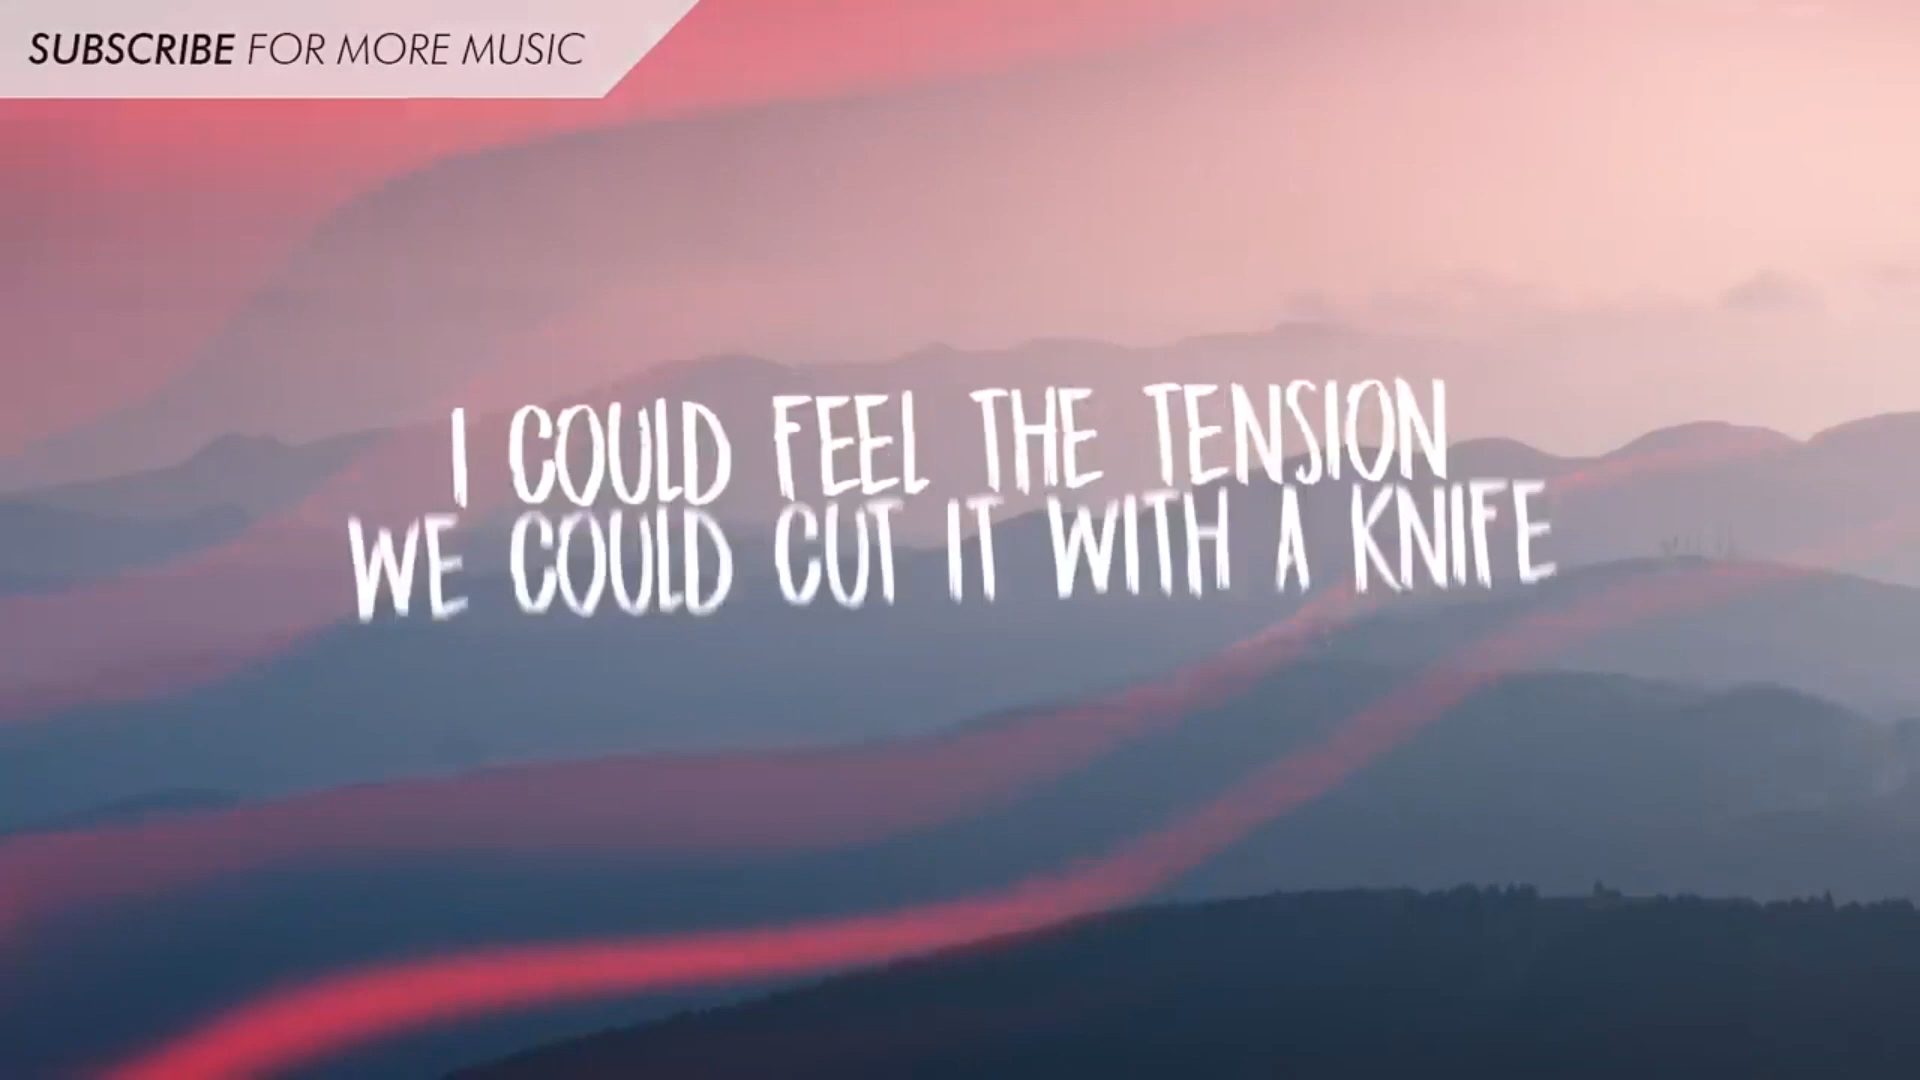 SUBSCRIBE FOR MORE MUSIC
I COULD FEEL THE TENSION
WE COULD CUT IT WITH A KNIFE